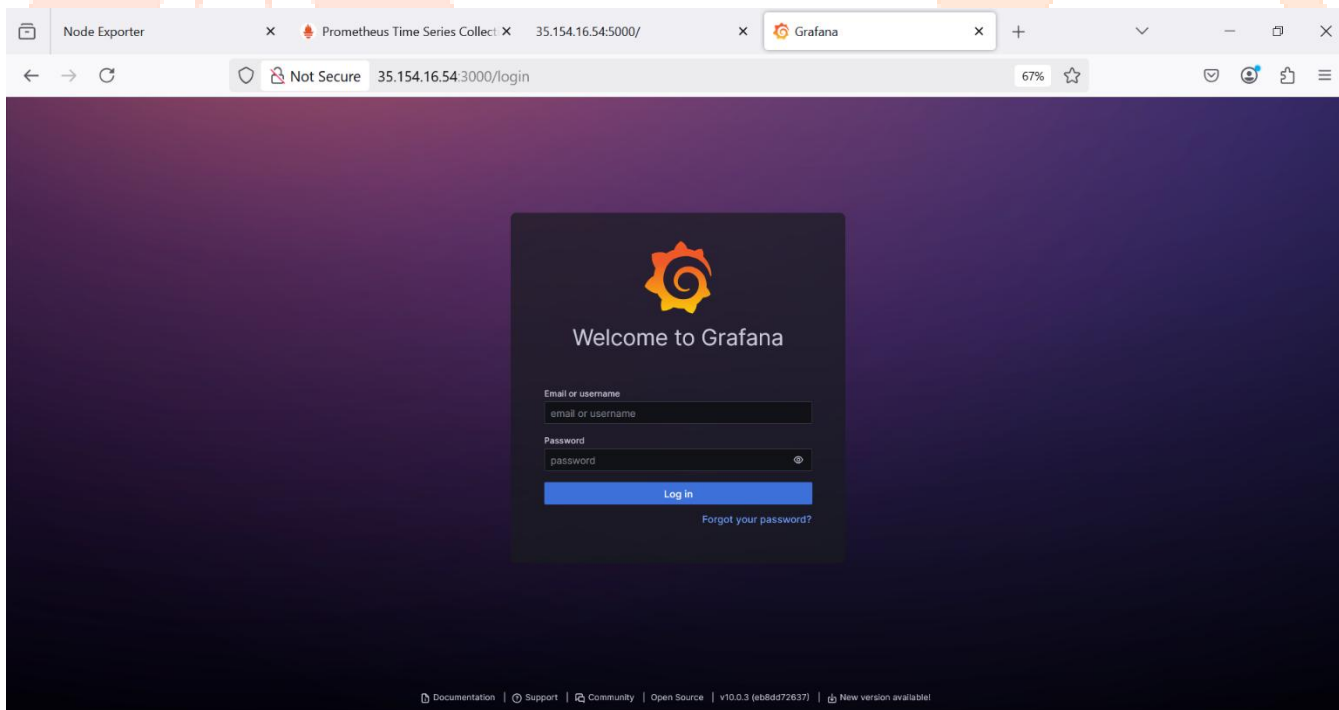 Node Exporter
Prometheus Time Series Collect
35.154.16.54:5000/
Grafana
Not Secure 35.154.16.54:3000/login
67%
Welcome to Grafana
Email or username
email or username
Password
password
Log in
Forgot your password?
Documentation | Support | Community | Open Source | v10.0.3 (eb8dd72637) | New version available!